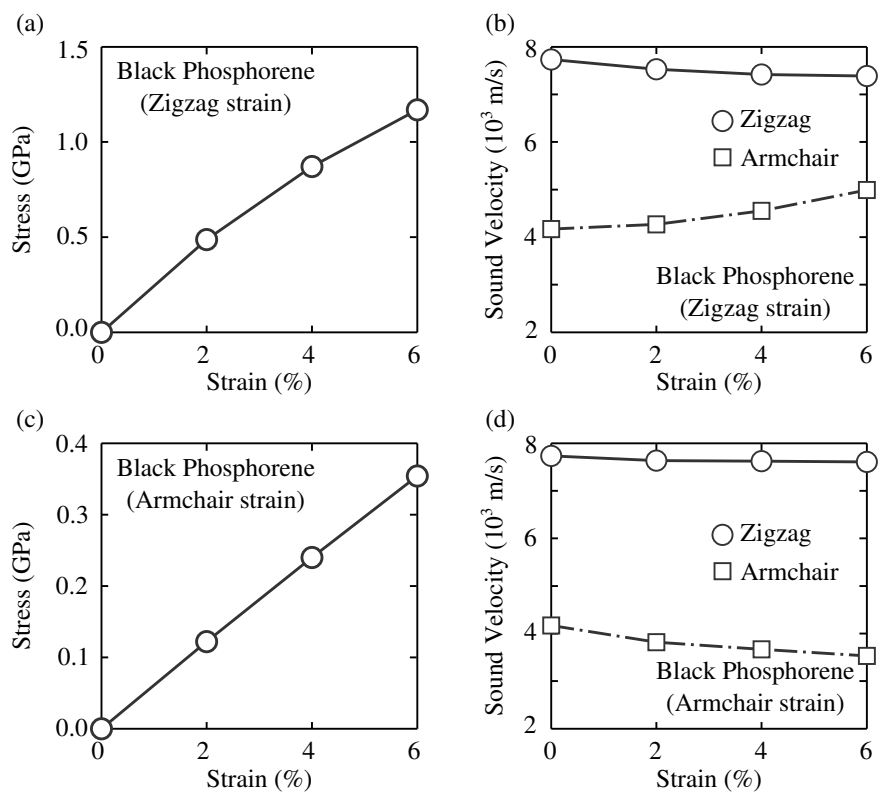 (a)
1.5
1.0
0.5
0.0
Stress (GPa)
Black Phosphorene
(Zigzag strain)
0 2 4 6
Strain (%)
(b)
8
6
4
2
Sound Velocity (10³ m/s)
Zigzag
Armchair
Black Phosphorene
(Zigzag strain)
0 2 4 6
Strain (%)
(c)
0.4
0.3
0.2
0.1
0.0
Stress (GPa)
Black Phosphorene
(Armchair strain)
0 2 4 6
Strain (%)
(d)
8
6
4
2
Sound Velocity (10³ m/s)
Zigzag
Armchair
Black Phosphorene
(Armchair strain)
0 2 4 6
Strain (%)